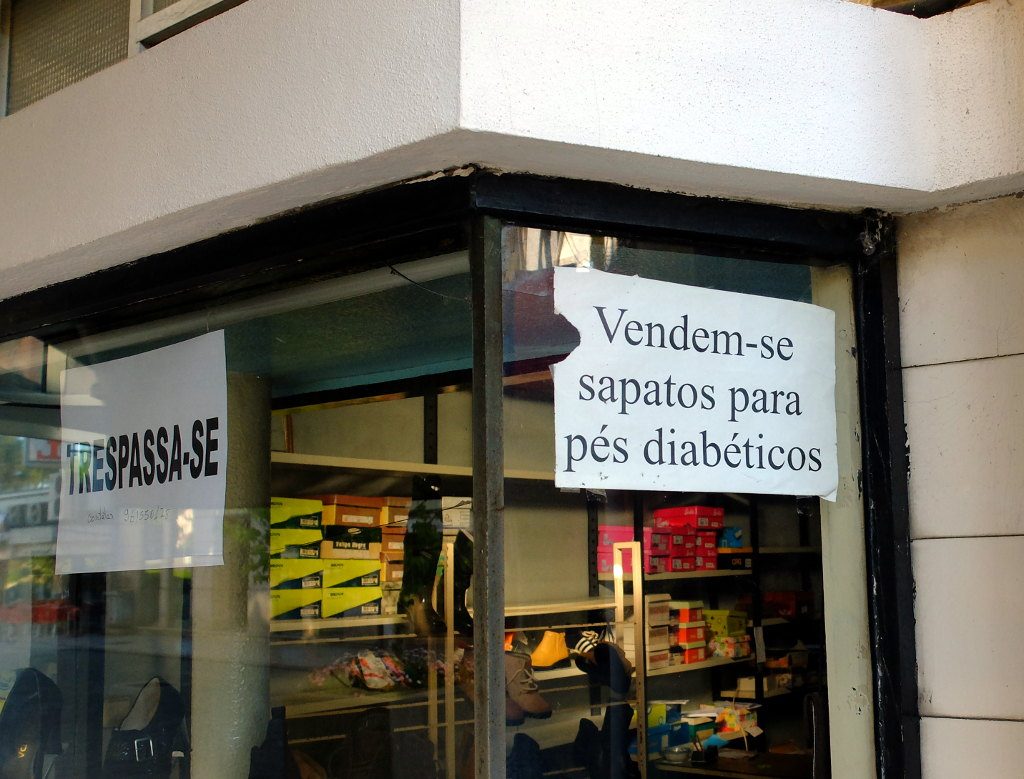 TRESPASSA-SE
Vendem-se
sapatos para
pés diabéticos